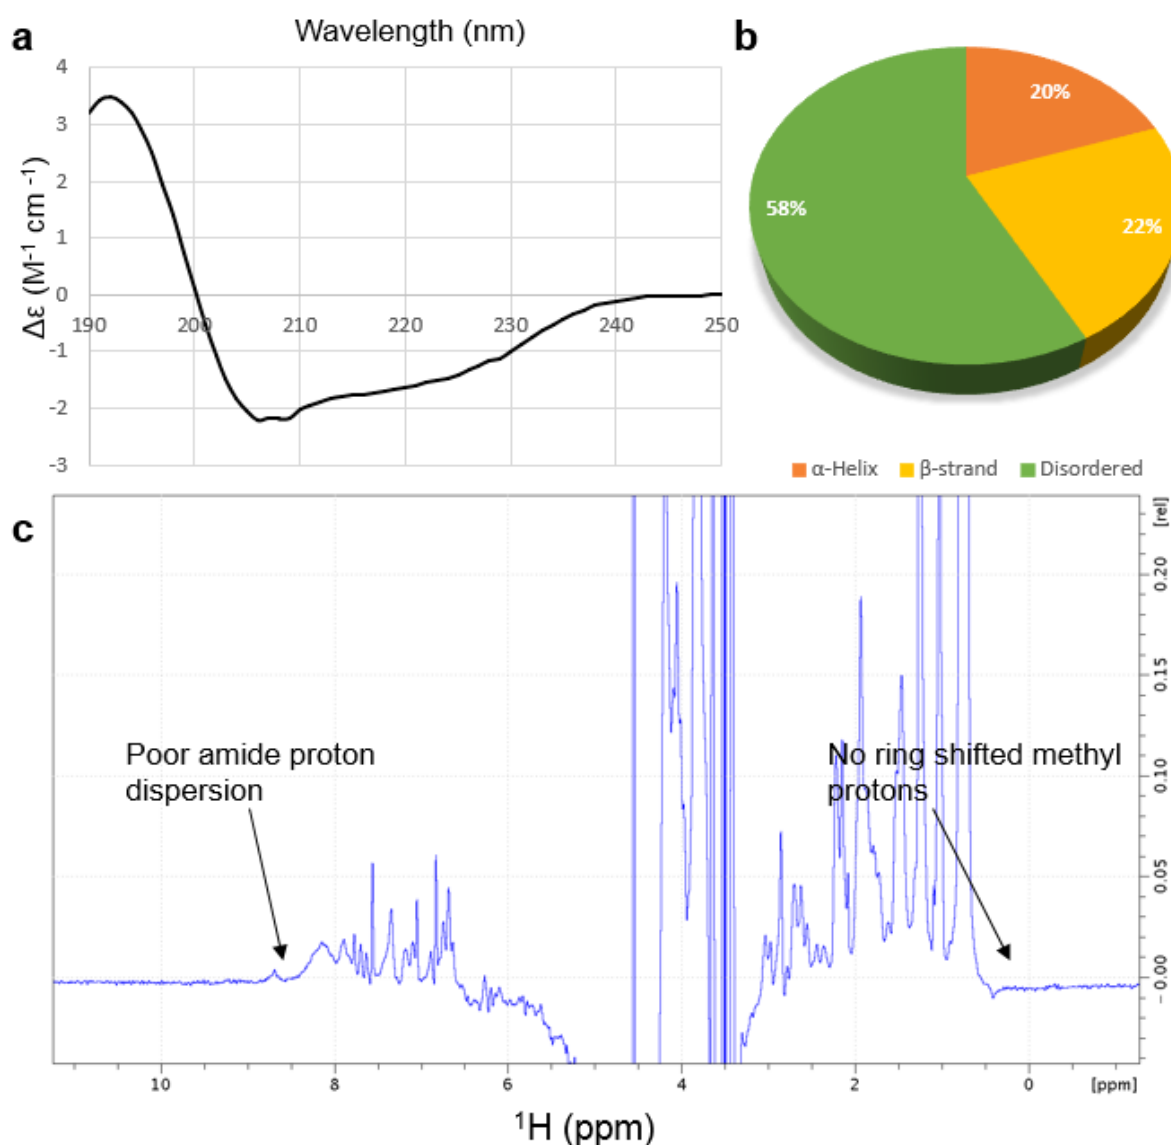 a
Wavelength (nm)
b
4
3
2
1
0
-1
-2
-3
Δε (M⁻¹ cm ⁻¹)
190 200 210 220 230 240 250
20%
22%
58%
α-Helix β-strand Disordered
c
[rel]
0.20
0.15
0.10
0.05
- 0.00
Poor amide proton
dispersion
No ring shifted methyl
protons
10 8 6 4 2 0 [ppm]
¹H (ppm)